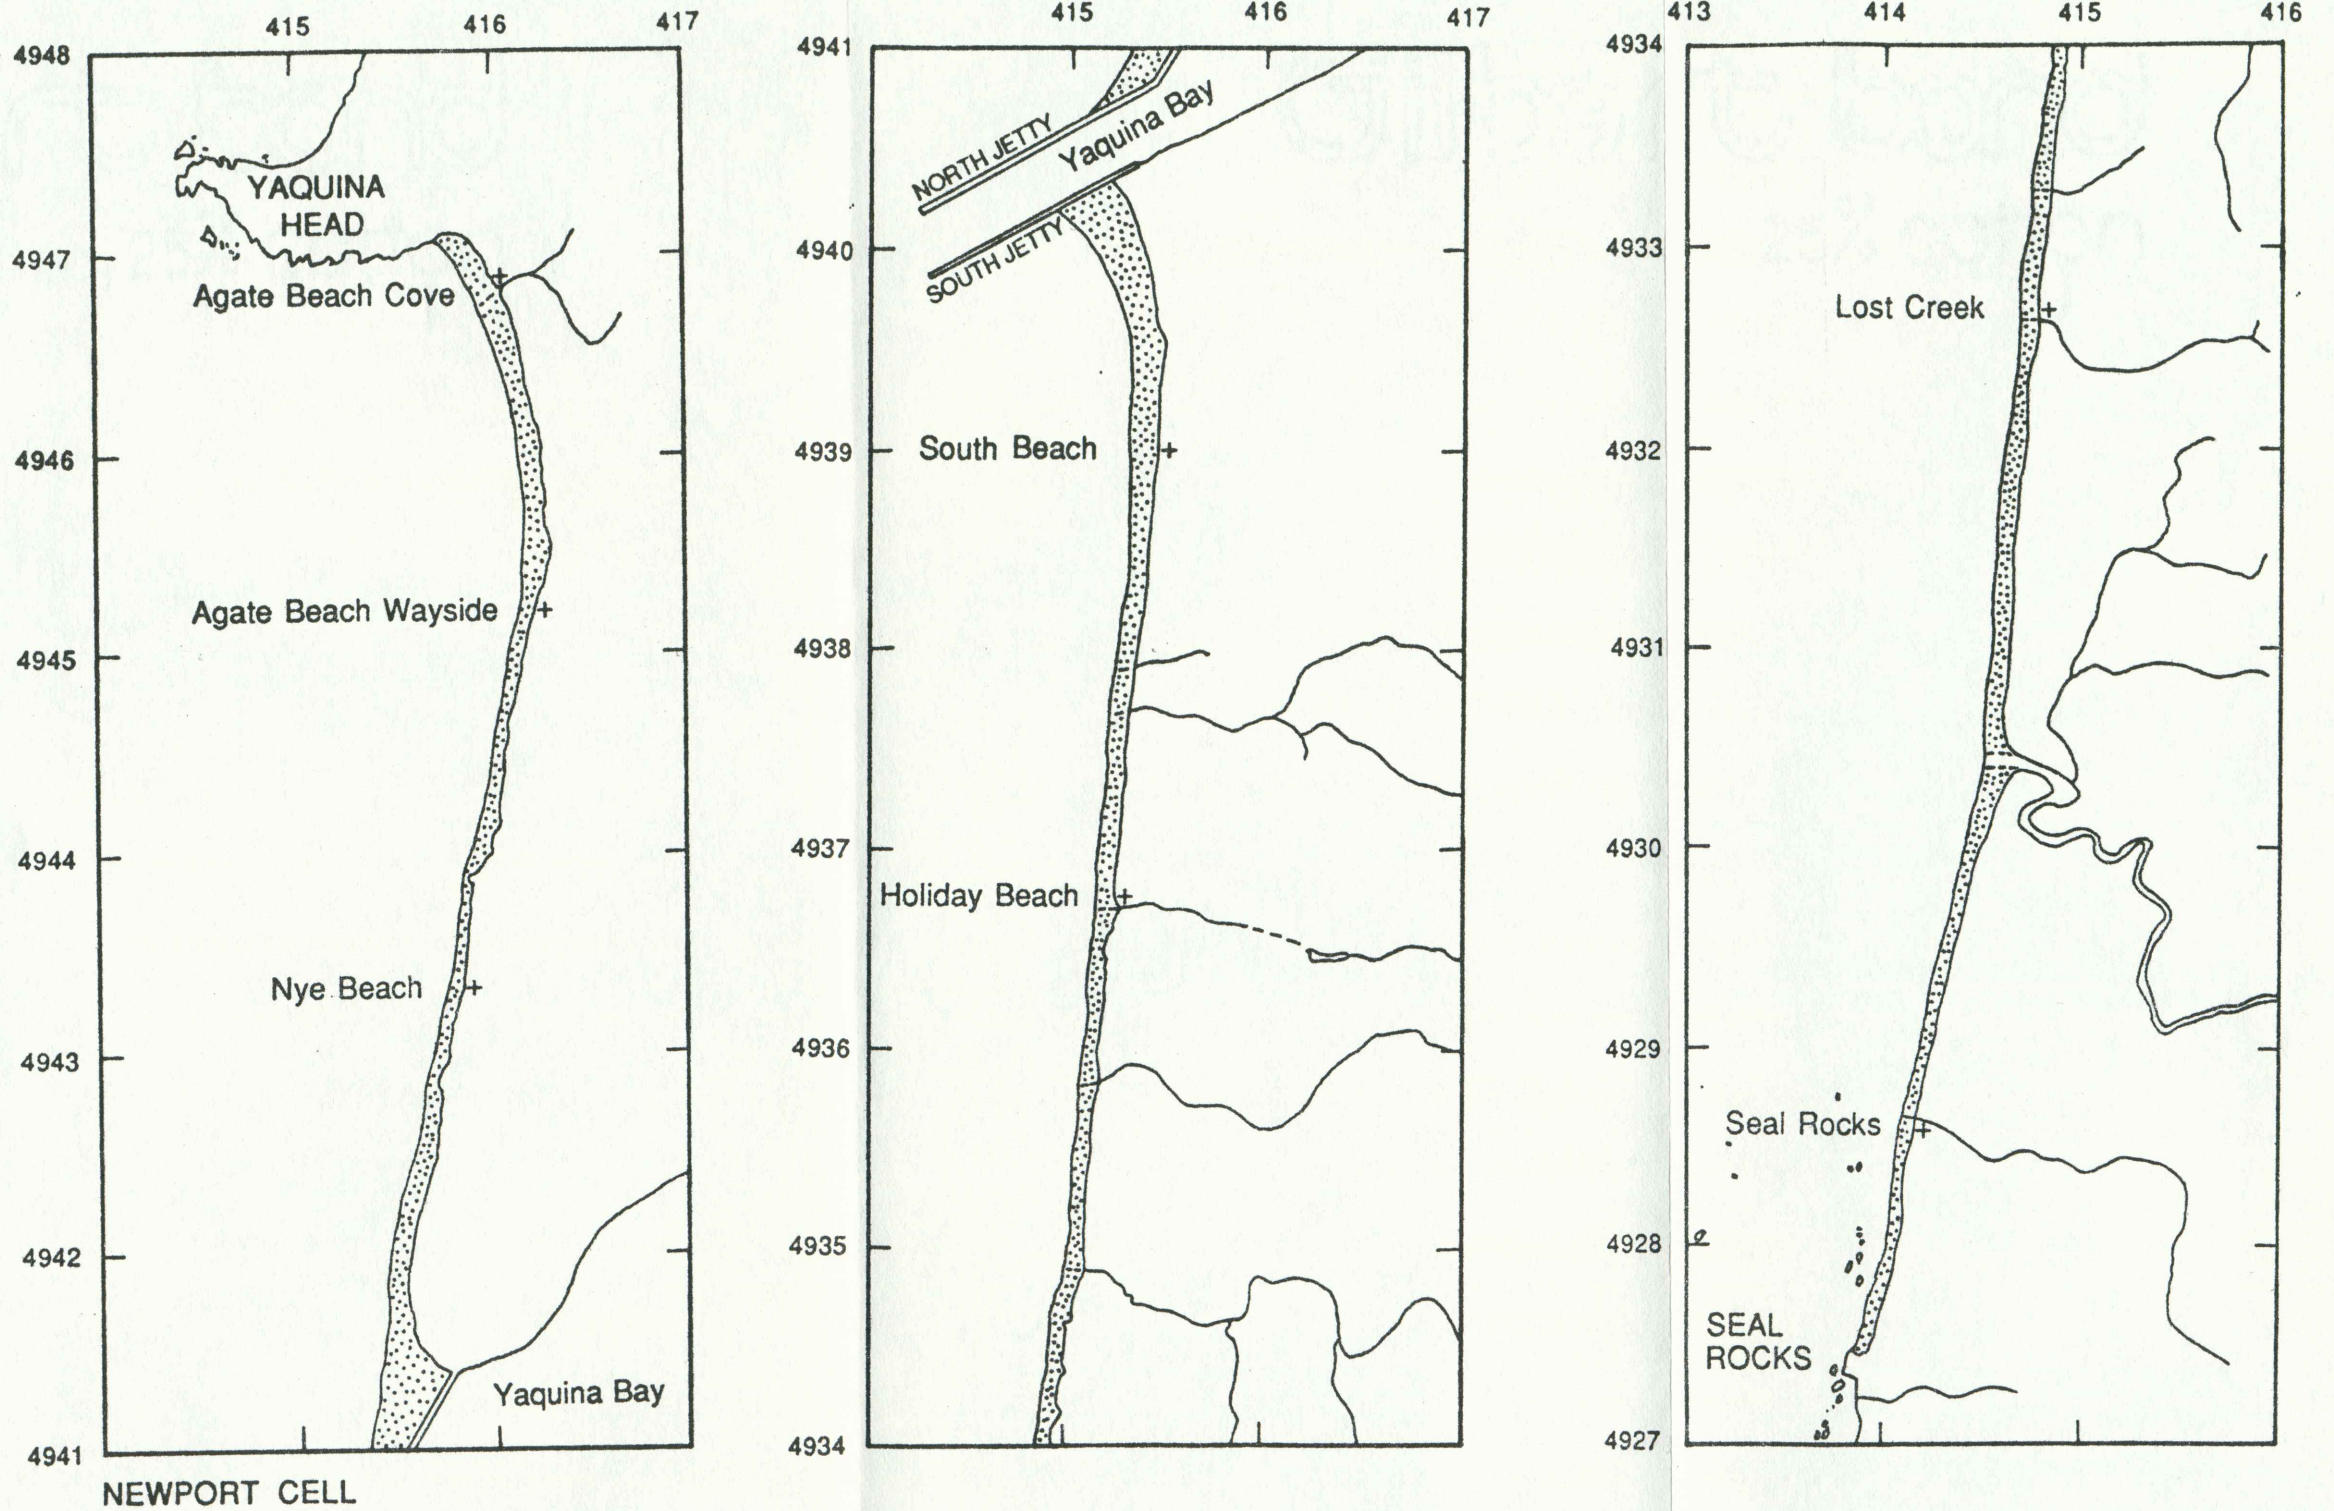 415 416 417
4948
YAQUINA
HEAD
4947
Agate Beach Cove
4946
Agate Beach Wayside
4945
4944
Nye Beach
4943
4942
Yaquina Bay
4941
NEWPORT CELL
415 416 417
4941
NORTH JETTY
Yaquina Bay
4940
SOUTH JETTY
4939
South Beach
4938
4937
Holiday Beach
4936
4935
4934
413 414 415 416
4934
4933
Lost Creek
4932
4931
4930
4929
Seal Rocks
4928
SEAL
ROCKS
4927